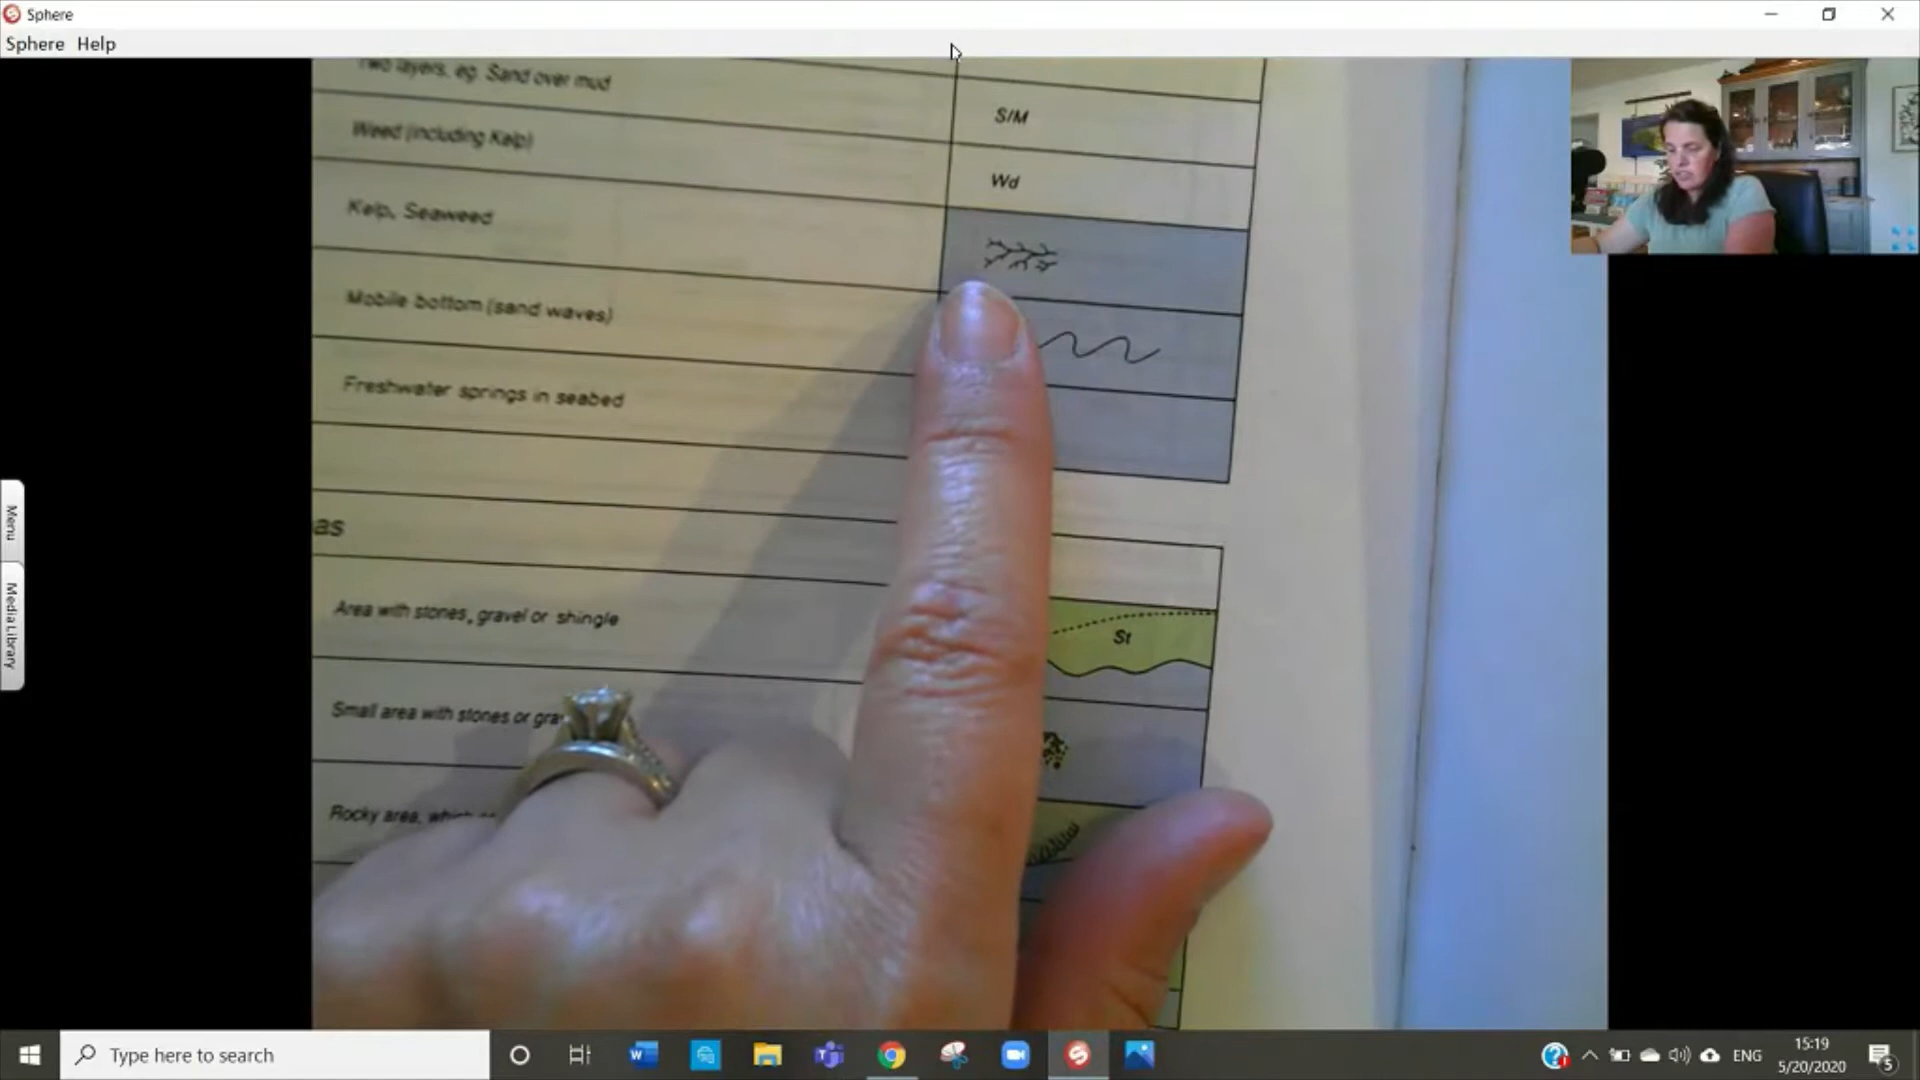 Sphere
Sphere Help
Two layers, eg. Sand over mud
S/M
Weed (including Kelp)
Wd
Kelp, Seaweed
Mobile bottom (sand waves)
Freshwater springs in seabed
as
Area with stones, gravel or shingle
St
Small area with stones or gra
Rocky area, which
Menu
Media Library
Type here to search
ENG
15:19
5/20/2020
5